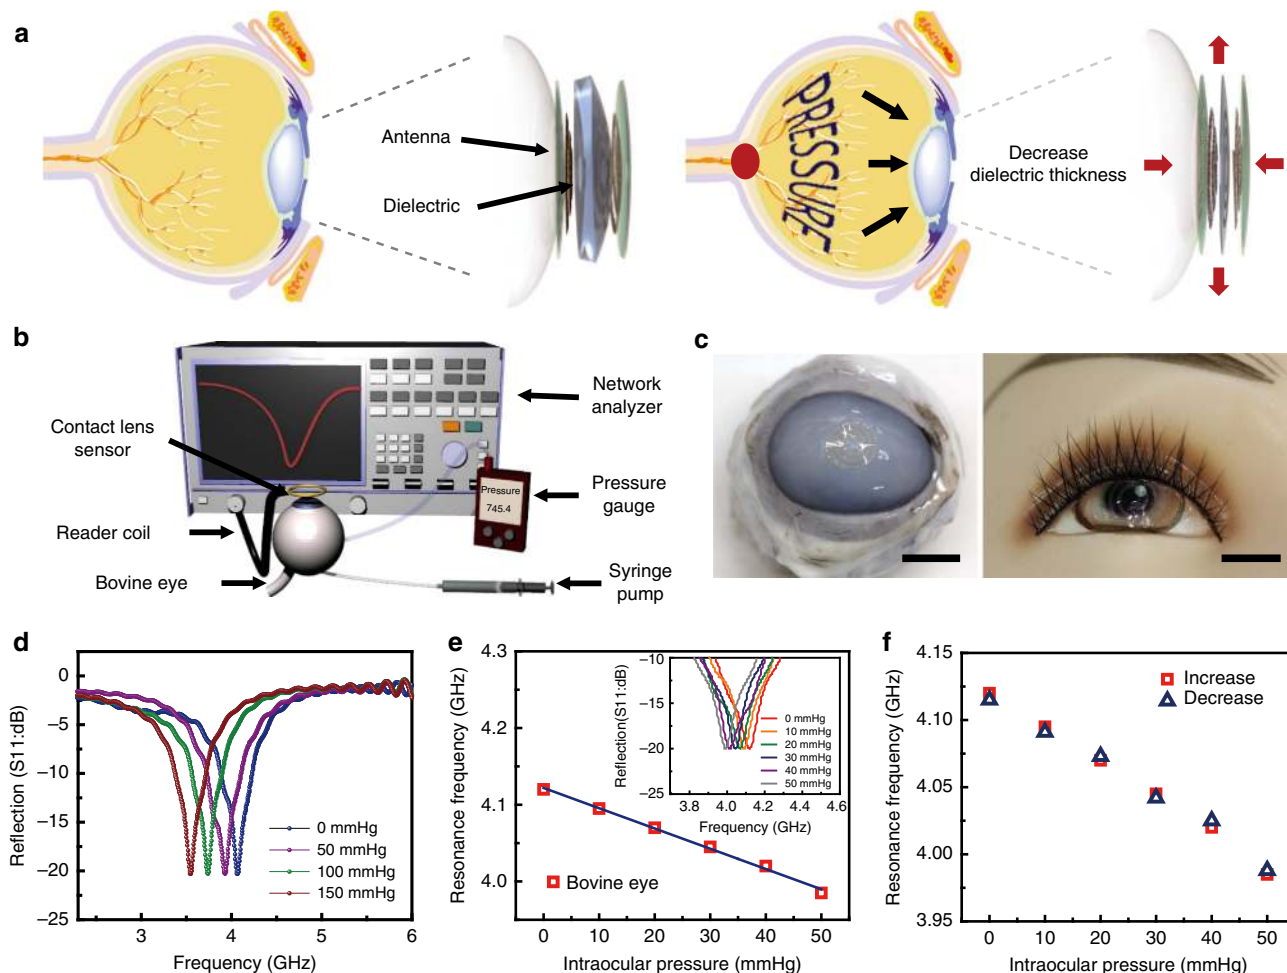 a
Antenna
Dielectric
PRESSURE
Decrease
dielectric thickness
b
Contact lens
sensor
Reader coil
Bovine eye
Network
analyzer
Pressure
gauge
Syringe
pump
Pressure
745.4
c
d
Reflection (S11:dB)
0
−5
−10
−15
−20
−25
3
4
5
6
Frequency (GHz)
0 mmHg
50 mmHg
100 mmHg
150 mmHg
e
Resonance frequency (GHz)
4.3
4.2
4.1
4.0
0
10
20
30
40
50
Intraocular pressure (mmHg)
Bovine eye
Reflection(S11:dB)
−10
−15
−20
−25
3.8
4.0
4.2
4.4
4.6
Frequency (GHz)
0 mmHg
10 mmHg
20 mmHg
30 mmHg
40 mmHg
50 mmHg
f
Resonance frequency (GHz)
4.15
4.10
4.05
4.00
3.95
0
10
20
30
40
50
Intraocular pressure (mmHg)
Increase
Decrease